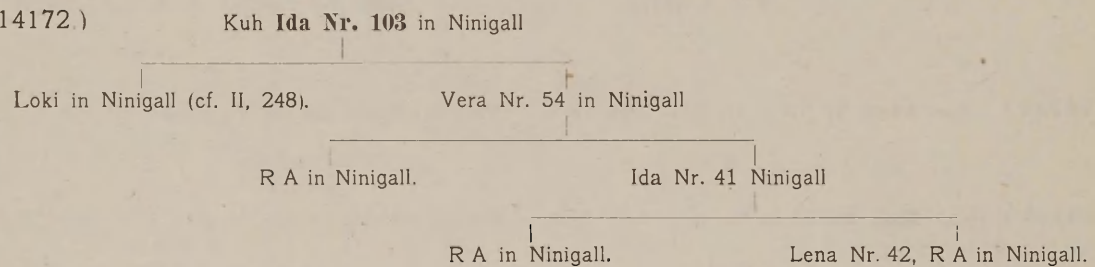 14172.) Kuh Ida Nr. 103 in Ninigall
Loki in Ninigall (cf. II, 248). Vera Nr. 54 in Ninigall
R A in Ninigall. Ida Nr. 41 Ninigall
R A in Ninigall. Lena Nr. 42, R A in Ninigall.